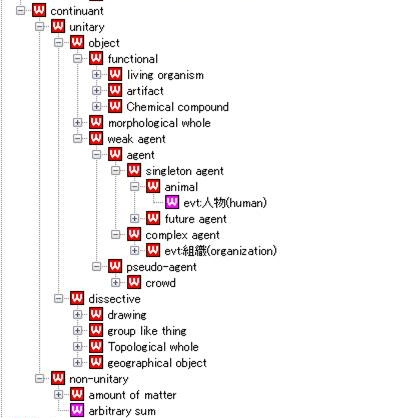 continuant
unitary
object
functional
living organism
artifact
Chemical compound
morphological whole
weak agent
agent
singleton agent
animal
evt:人物(human)
future agent
complex agent
evt:組織(organization)
pseudo-agent
crowd
dissective
drawing
group like thing
Topological whole
geographical object
non-unitary
amount of matter
arbitrary sum